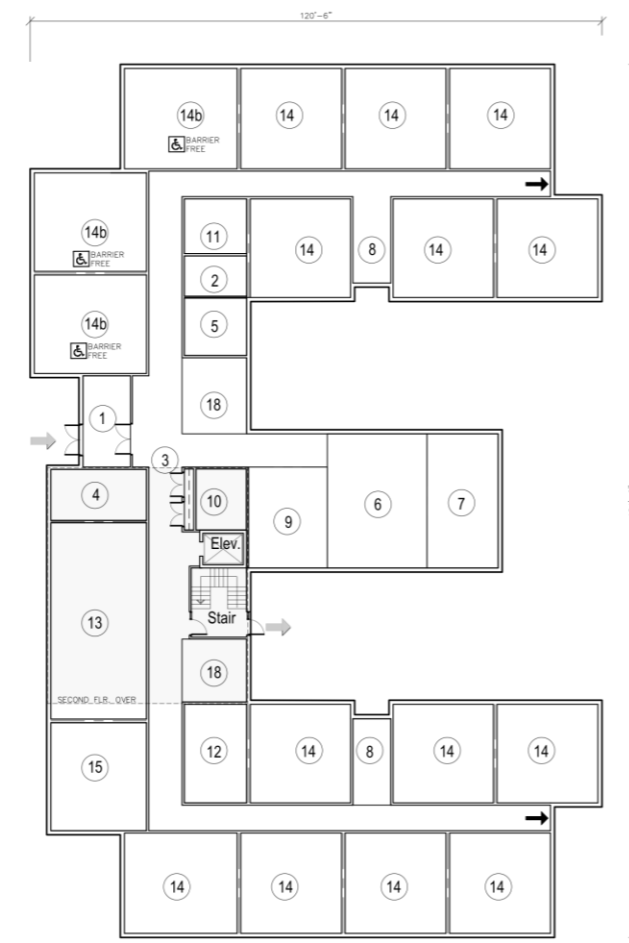 120'-6"
14b
14
14
14
BARRIER
FREE
14b
BARRIER
FREE
11
14
8
14
14
2
14b
BARRIER
FREE
5
18
1
3
4
10
9
6
7
Elev.
13
Stair
18
SECOND FLR. OVER
15
12
14
8
14
14
14
14
14
14